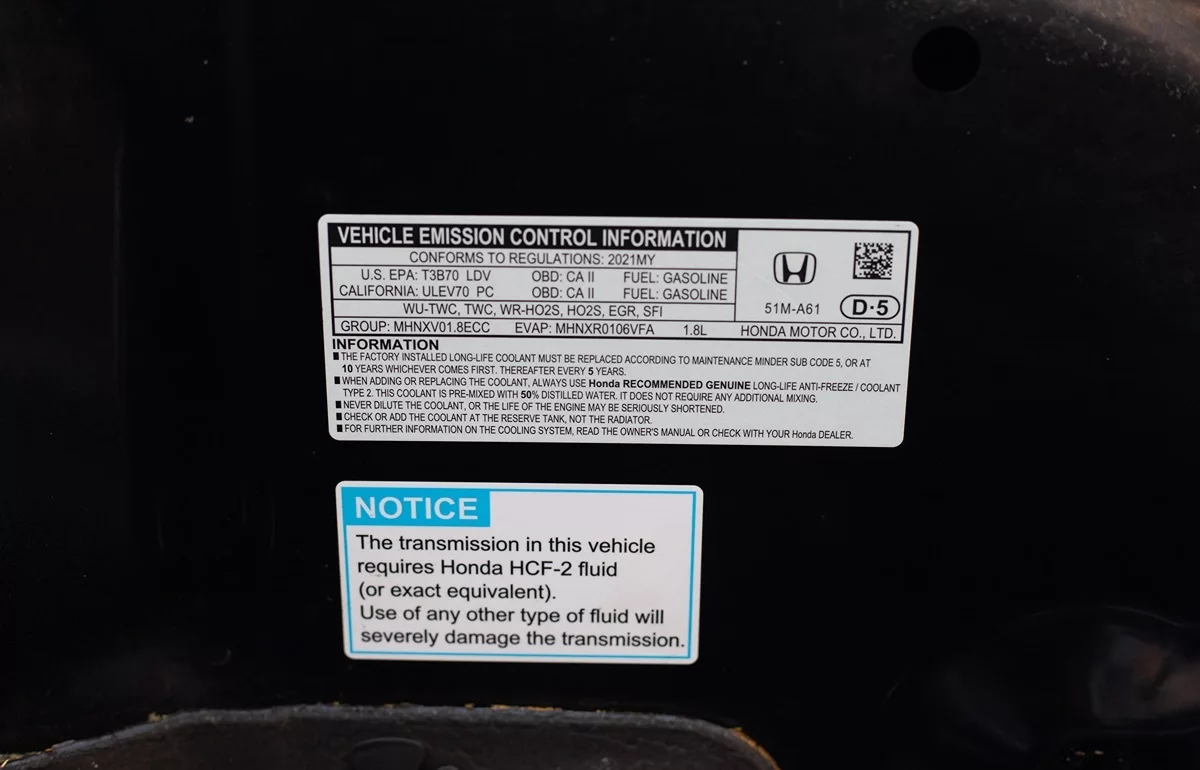 VEHICLE EMISSION CONTROL INFORMATION
CONFORMS TO REGULATIONS: 2021MY
U.S. EPA: T3B70 LDV OBD: CA II FUEL: GASOLINE
CALIFORNIA: ULEV70 PC OBD: CA II FUEL: GASOLINE
WU-TWC, TWC, WR-HO2S, HO2S, EGR, SFI
51M-A61 D·5
GROUP: MHNXV01.8ECC EVAP: MHNXR0106VFA 1.8L HONDA MOTOR CO., LTD.
INFORMATION
■ THE FACTORY INSTALLED LONG-LIFE COOLANT MUST BE REPLACED ACCORDING TO MAINTENANCE MINDER SUB CODE 5, OR AT
10 YEARS WHICHEVER COMES FIRST. THEREAFTER EVERY 5 YEARS.
■ WHEN ADDING OR REPLACING THE COOLANT, ALWAYS USE Honda RECOMMENDED GENUINE LONG-LIFE ANTI-FREEZE / COOLANT
TYPE 2. THIS COOLANT IS PRE-MIXED WITH 50% DISTILLED WATER. IT DOES NOT REQUIRE ANY ADDITIONAL MIXING.
■ NEVER DILUTE THE COOLANT, OR THE LIFE OF THE ENGINE MAY BE SERIOUSLY SHORTENED.
■ CHECK OR ADD THE COOLANT AT THE RESERVE TANK, NOT THE RADIATOR.
■ FOR FURTHER INFORMATION ON THE COOLING SYSTEM, READ THE OWNER'S MANUAL OR CHECK WITH YOUR Honda DEALER.
NOTICE
The transmission in this vehicle
requires Honda HCF-2 fluid
(or exact equivalent).
Use of any other type of fluid will
severely damage the transmission.